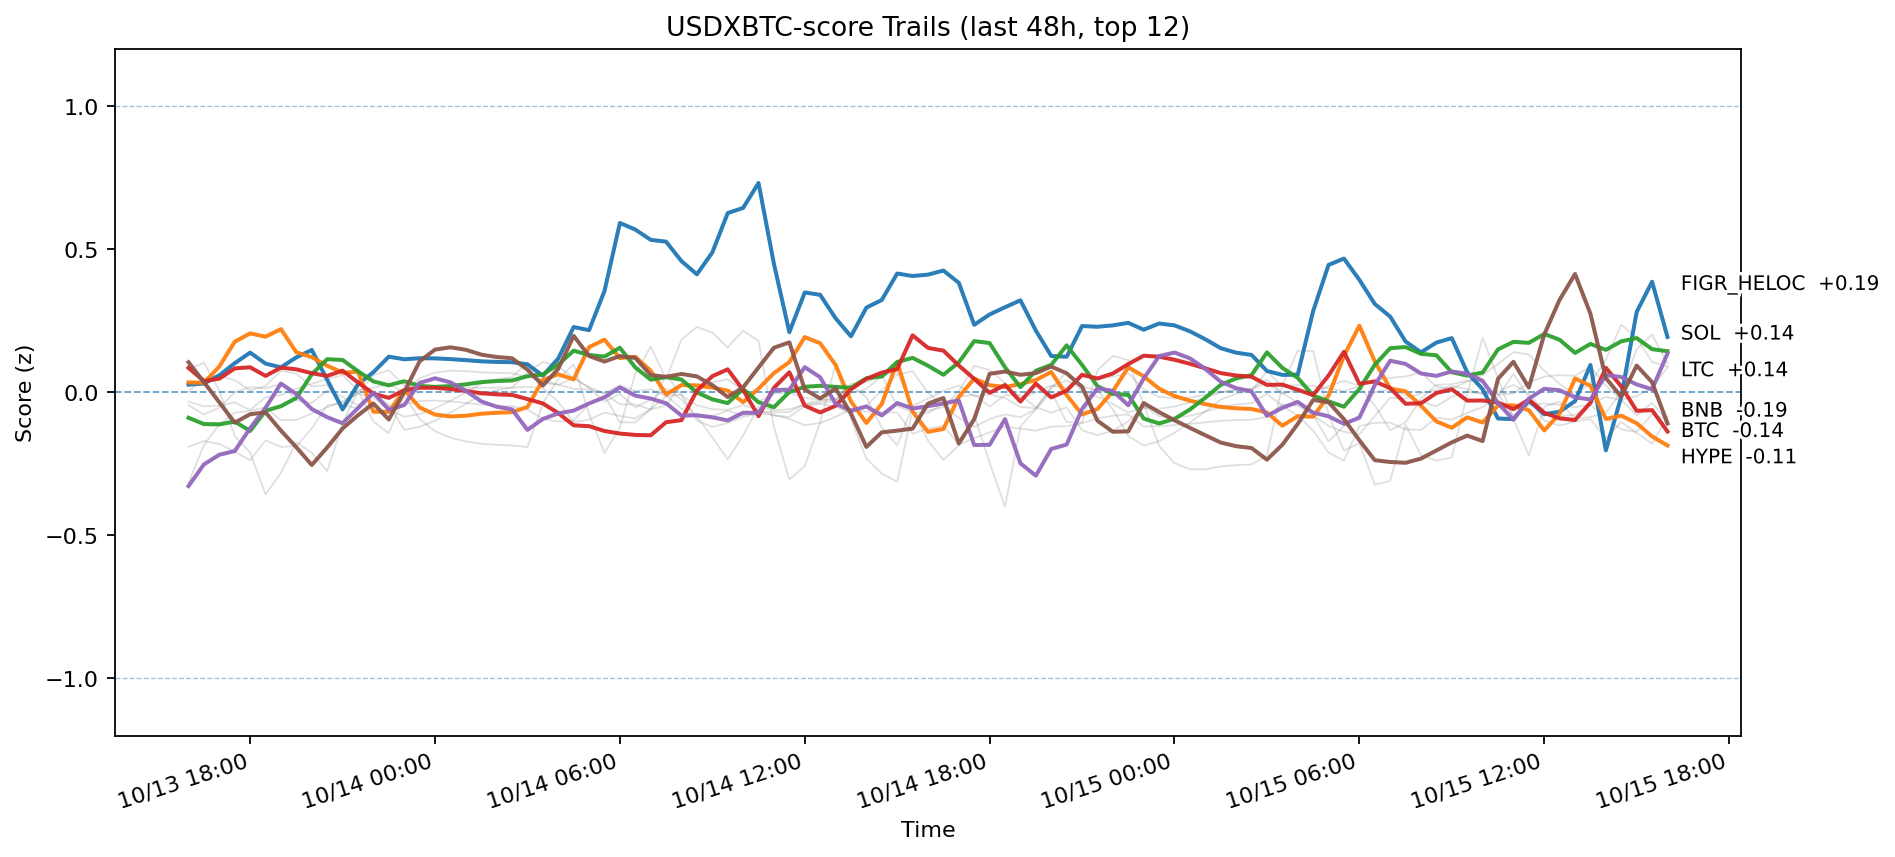 USDXBTC-score Trails (last 48h, top 12)
1.0
0.5
0.0
−0.5
−1.0
Score (z)
FIGR_HELOC +0.19
SOL +0.14
LTC +0.14
BNB -0.19
BTC -0.14
HYPE -0.11
10/13 18:00
10/14 00:00
10/14 06:00
10/14 12:00
10/14 18:00
10/15 00:00
10/15 06:00
10/15 12:00
10/15 18:00
Time